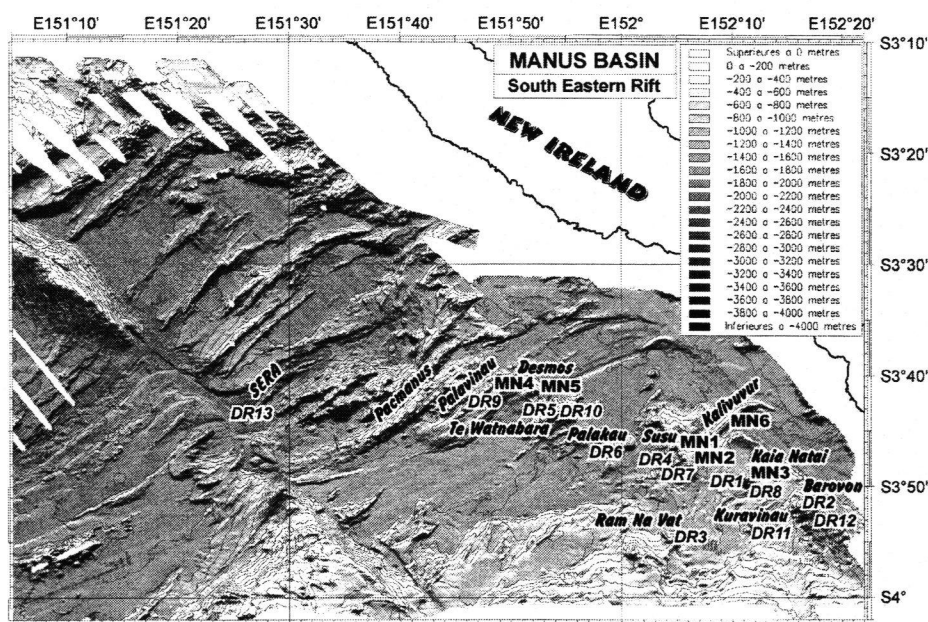 E151°10' E151°20' E151°30' E151°40' E151°50' E152° E152°10' E152°20'
S3°10'
S3°20'
S3°30'
S3°40'
S3°50'
S4°
MANUS BASIN
South Eastern Rift
NEW IRELAND
Superieures a 0 metres
0 a -200 metres
-200 a -400 metres
-400 a -600 metres
-600 a -800 metres
-800 a -1000 metres
-1000 a -1200 metres
-1200 a -1400 metres
-1400 a -1600 metres
-1600 a -1800 metres
-1800 a -2000 metres
-2000 a -2200 metres
-2200 a -2400 metres
-2400 a -2600 metres
-2600 a -2800 metres
-2800 a -3000 metres
-3000 a -3200 metres
-3200 a -3400 metres
-3400 a -3600 metres
-3600 a -3800 metres
-3800 a -4000 metres
Inferieures a -4000 metres
SERA
DR13
Pacmanus
Palavinau
DR9
Desmos
MN4 MN5
DR5 DR10
Te Watnabara
Palakau
DR6
Susu
MN1
MN2
DR4
DR7
Kalivuvur
MN6
Kaia Natai
MN3
DR1
DR8
Barovon
DR2
DR12
Kuravinau
DR11
Ram Na Vat
DR3